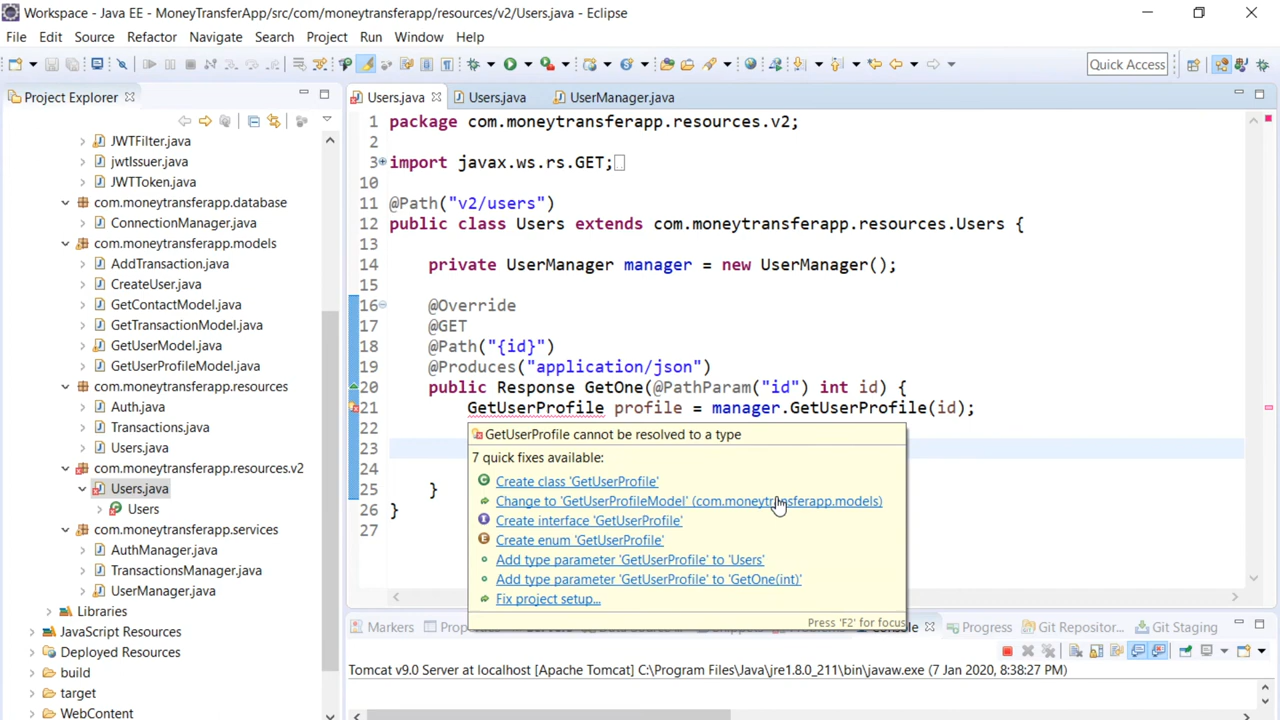 Workspace - Java EE - MoneyTransferApp/src/com/moneytransferapp/resources/v2/Users.java - Eclipse
File Edit Source Refactor Navigate Search Project Run Window Help
Quick Access
Project Explorer
Users.java Users.java UserManager.java
JWTFilter.java
jwtIssuer.java
JWTToken.java
com.moneytransferapp.database
ConnectionManager.java
com.moneytransferapp.models
AddTransaction.java
CreateUser.java
GetContactModel.java
GetTransactionModel.java
GetUserModel.java
GetUserProfileModel.java
com.moneytransferapp.resources
Auth.java
Transactions.java
Users.java
com.moneytransferapp.resources.v2
Users.java
Users
com.moneytransferapp.services
AuthManager.java
TransactionsManager.java
UserManager.java
Libraries
JavaScript Resources
Deployed Resources
build
target
WebContent
1 package com.moneytransferapp.resources.v2;
2
3 import javax.ws.rs.GET;
10
11 @Path("v2/users")
12 public class Users extends com.moneytransferapp.resources.Users {
13
14 private UserManager manager = new UserManager();
15
16 @Override
17 @GET
18 @Path("{id}")
19 @Produces("application/json")
20 public Response GetOne(@PathParam("id") int id) {
21 GetUserProfile profile = manager.GetUserProfile(id);
22
23
24
25 }
26 }
27
GetUserProfile cannot be resolved to a type
7 quick fixes available:
Create class 'GetUserProfile'
Change to 'GetUserProfileModel' (com.moneytransferapp.models)
Create interface 'GetUserProfile'
Create enum 'GetUserProfile'
Add type parameter 'GetUserProfile' to 'Users'
Add type parameter 'GetUserProfile' to 'GetOne(int)'
Fix project setup...
Press 'F2' for focus
Markers Console Progress Git Repositor... Git Staging
Tomcat v9.0 Server at localhost [Apache Tomcat] C:\Program Files\Java\jre1.8.0_211\bin\javaw.exe (7 Jan 2020, 8:38:27 PM)